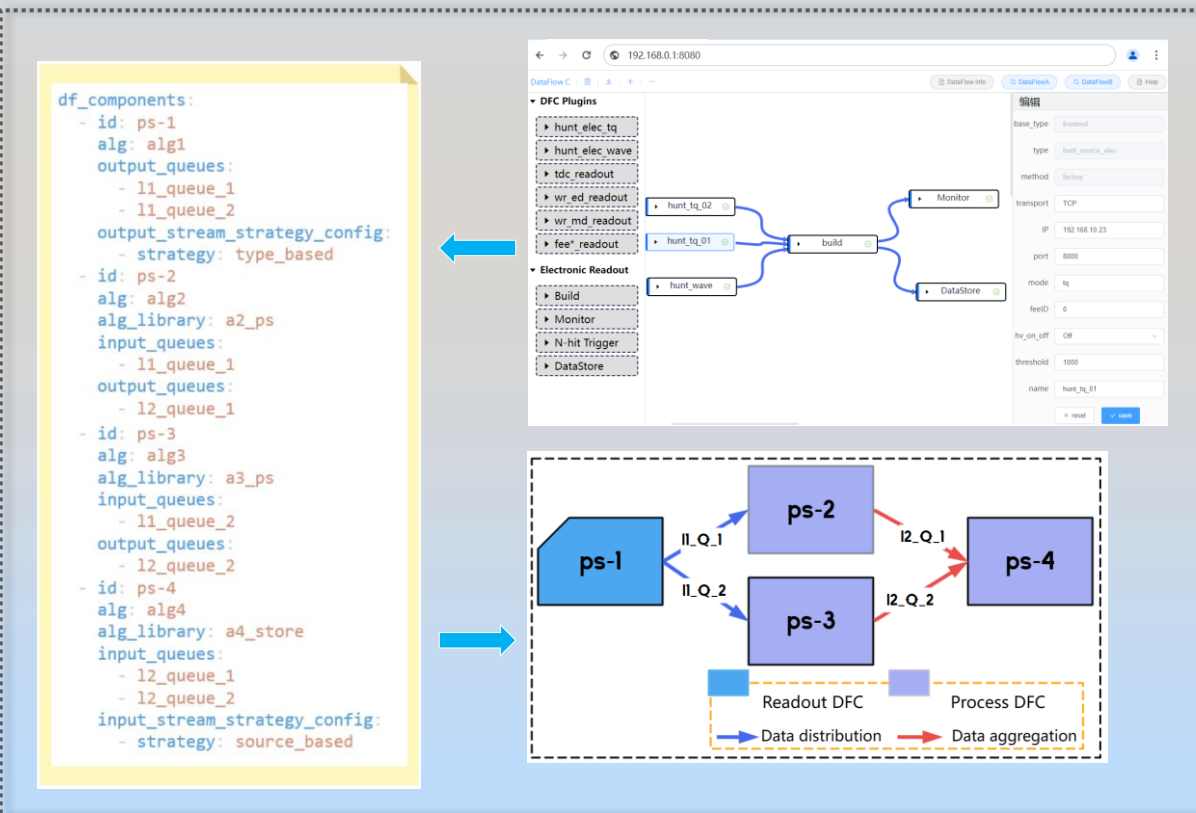 df_components:
- id: ps-1
alg: alg1
output_queues:
- l1_queue_1
- l1_queue_2
output_stream_strategy_config:
- strategy: type_based
- id: ps-2
alg: alg2
alg_library: a2_ps
input_queues:
- l1_queue_1
output_queues:
- l2_queue_1
- id: ps-3
alg: alg3
alg_library: a3_ps
input_queues:
- l1_queue_2
output_queues:
- l2_queue_2
- id: ps-4
alg: alg4
alg_library: a4_store
input_queues:
- l2_queue_1
- l2_queue_2
input_stream_strategy_config:
- strategy: source_based
192.168.0.1:8080
DataFlow C
DataFlow info
DataFlowA
DataFlowB
Help
DFC Plugins
hunt_elec_tq
hunt_elec_wave
tdc_readout
wr_ed_readout
wr_md_readout
fee*_readout
Electronic Readout
Build
Monitor
N-hit Trigger
DataStore
hunt_tq_02
hunt_tq_01
hunt_wave
build
Monitor
DataStore
编辑
base_type frontend
type hunt_source_elec
method factory
transport TCP
IP 192.168.10.23
port 8000
mode tq
feeID 0
hv_on_off Off
threshold 1000
name hunt_tq_01
reset
save
ps-1
ps-2
ps-3
ps-4
l1_Q_1
l1_Q_2
l2_Q_1
l2_Q_2
Readout DFC
Process DFC
Data distribution
Data aggregation